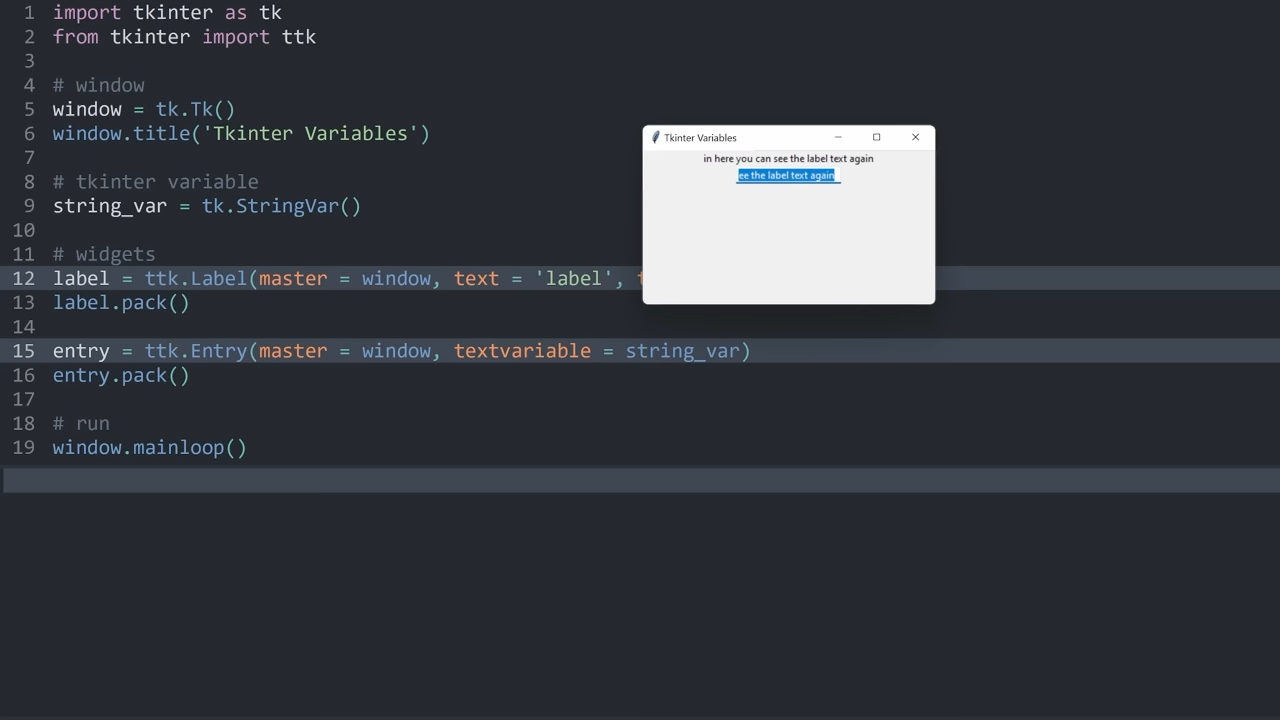 1 import tkinter as tk
2 from tkinter import ttk
3
4 # window
5 window = tk.Tk()
6 window.title('Tkinter Variables')
7
8 # tkinter variable
9 string_var = tk.StringVar()
10
11 # widgets
12 label = ttk.Label(master = window, text = 'label',
13 label.pack()
14
15 entry = ttk.Entry(master = window, textvariable = string_var)
16 entry.pack()
17
18 # run
19 window.mainloop()
Tkinter Variables
in here you can see the label text again
ee the label text again